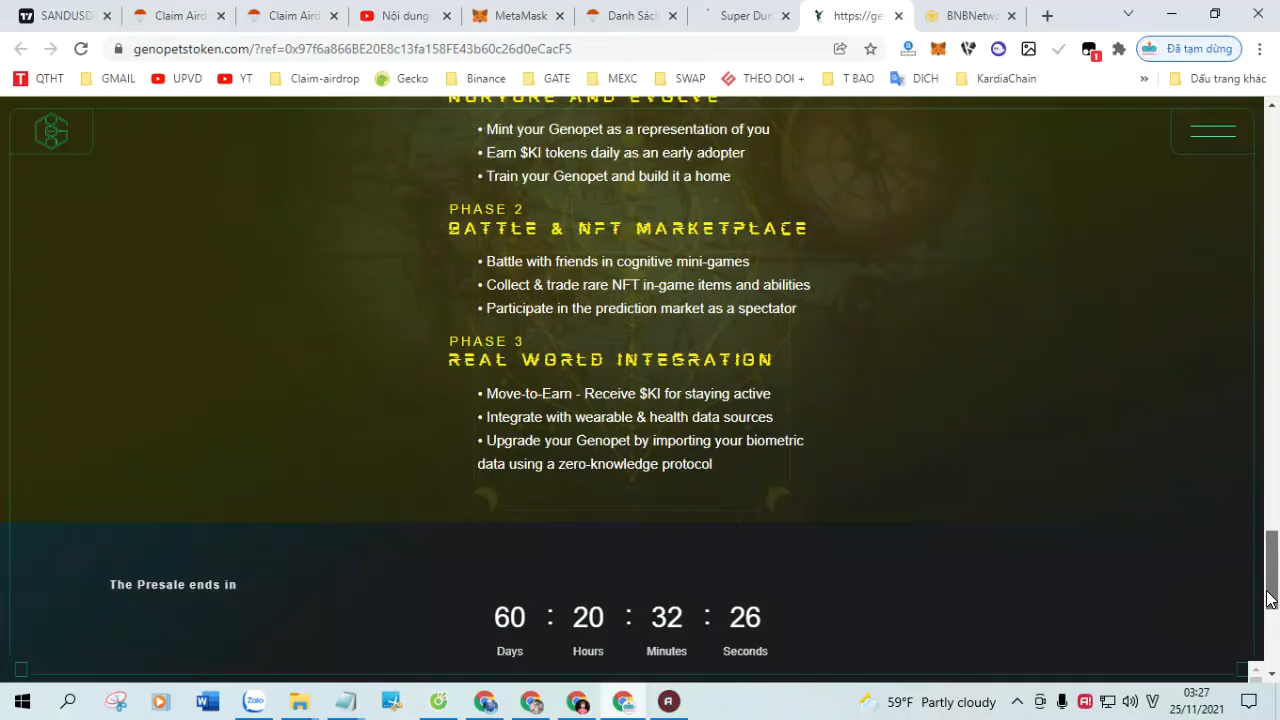 SANDUSD
Claim Aird
Claim Aird
Nội dung
MetaMask
Danh Sách
Super Dun
https://ge
BNBNetw
genopetstoken.com/?ref=0x97f6a866BE20E8c13fa158FE43b60c26d0eCacF5
1
Đã tạm dừng
QTHT
GMAIL
UPVD
YT
Claim-airdrop
Gecko
Binance
GATE
MEXC
SWAP
THEO DOI +
T BAO
DICH
KardiaChain
»
Dấu trang khác
NURTURE AND EVOLVE
• Mint your Genopet as a representation of you
• Earn $KI tokens daily as an early adopter
• Train your Genopet and build it a home
PHASE 2
BATTLE & NFT MARKETPLACE
• Battle with friends in cognitive mini-games
• Collect & trade rare NFT in-game items and abilities
• Participate in the prediction market as a spectator
PHASE 3
REAL WORLD INTEGRATION
• Move-to-Earn - Receive $KI for staying active
• Integrate with wearable & health data sources
• Upgrade your Genopet by importing your biometric
data using a zero-knowledge protocol
The Presale ends in
60 : 20 : 32 : 26
Days Hours Minutes Seconds
Zalo
59°F Partly cloudy
03:27
25/11/2021